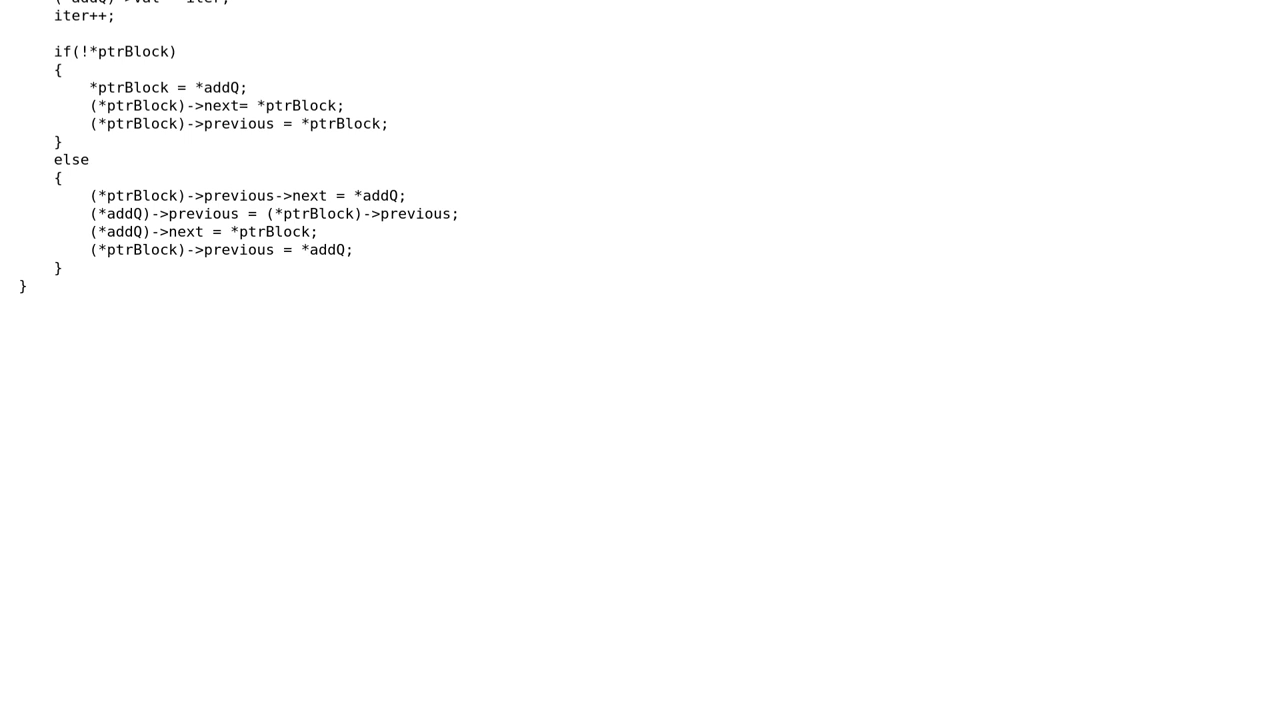 iter++;
if(!*ptrBlock)
{
*ptrBlock = *addQ;
(*ptrBlock)->next= *ptrBlock;
(*ptrBlock)->previous = *ptrBlock;
}
else
{
(*ptrBlock)->previous->next = *addQ;
(*addQ)->previous = (*ptrBlock)->previous;
(*addQ)->next = *ptrBlock;
(*ptrBlock)->previous = *addQ;
}
}